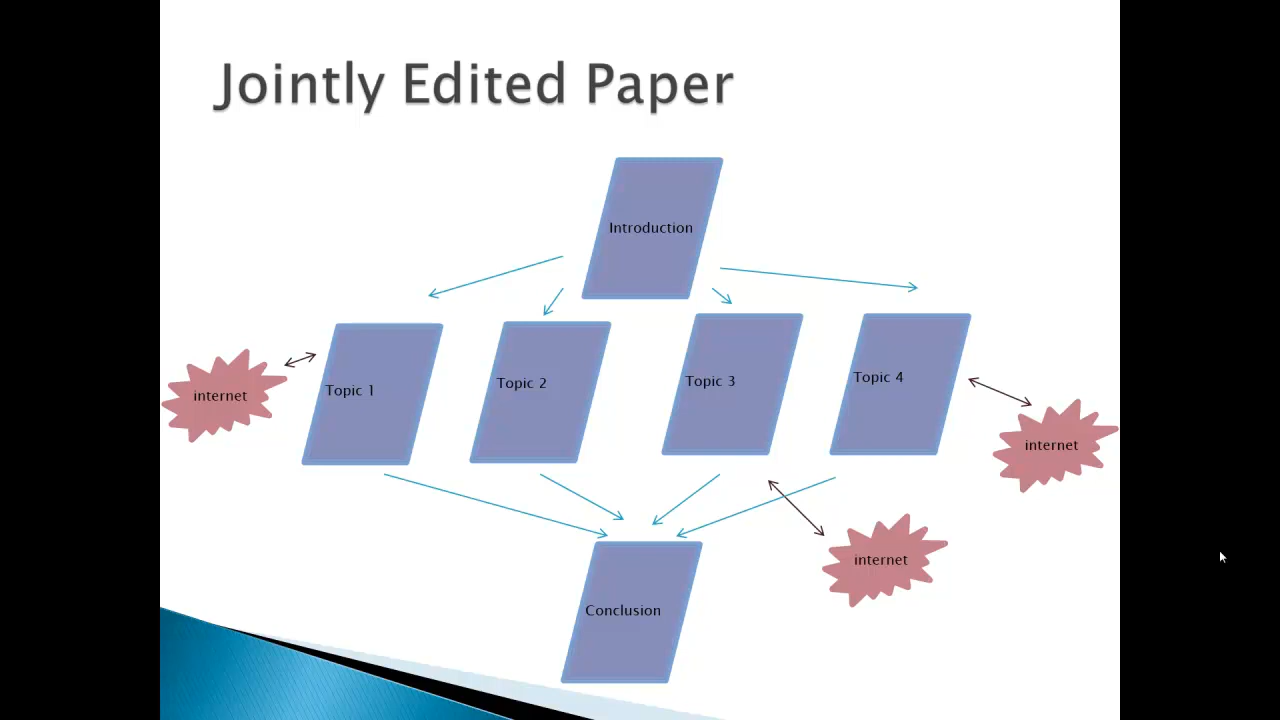 Jointly Edited Paper
Introduction
Topic 1
Topic 2
Topic 3
Topic 4
internet
internet
internet
Conclusion